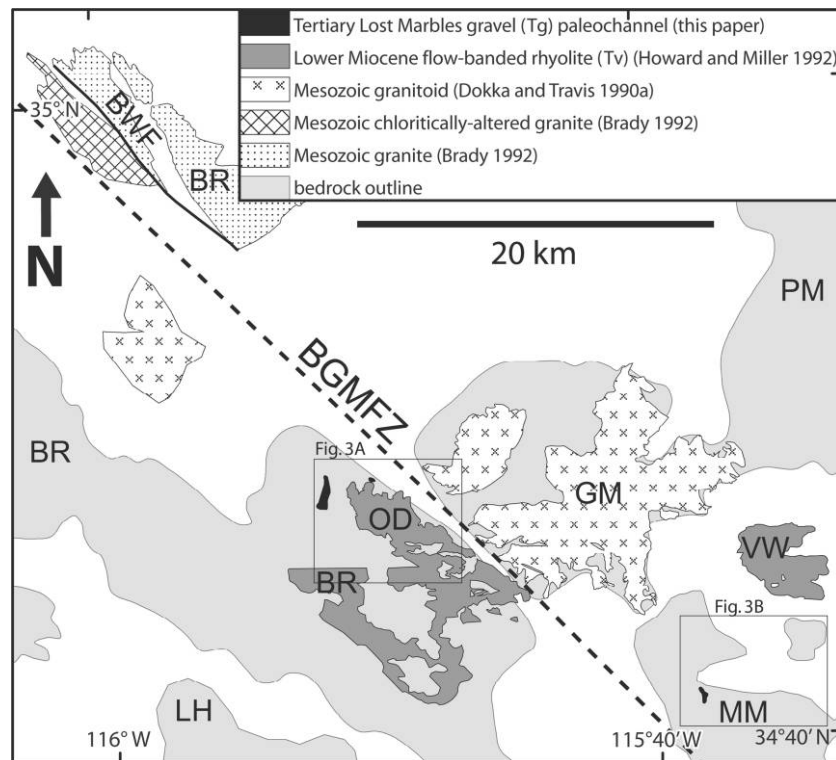 Tertiary Lost Marbles gravel (Tg) paleochannel (this paper)
Lower Miocene flow-banded rhyolite (Tv) (Howard and Miller 1992)
Mesozoic granitoid (Dokka and Travis 1990a)
Mesozoic chloritically-altered granite (Brady 1992)
Mesozoic granite (Brady 1992)
bedrock outline
35° N
BWF
BR
N
20 km
PM
BGMFZ
BR
Fig. 3A
OD
GM
VW
BR
Fig.3B
LH
MM
116° W
115°40' W
34°40' N